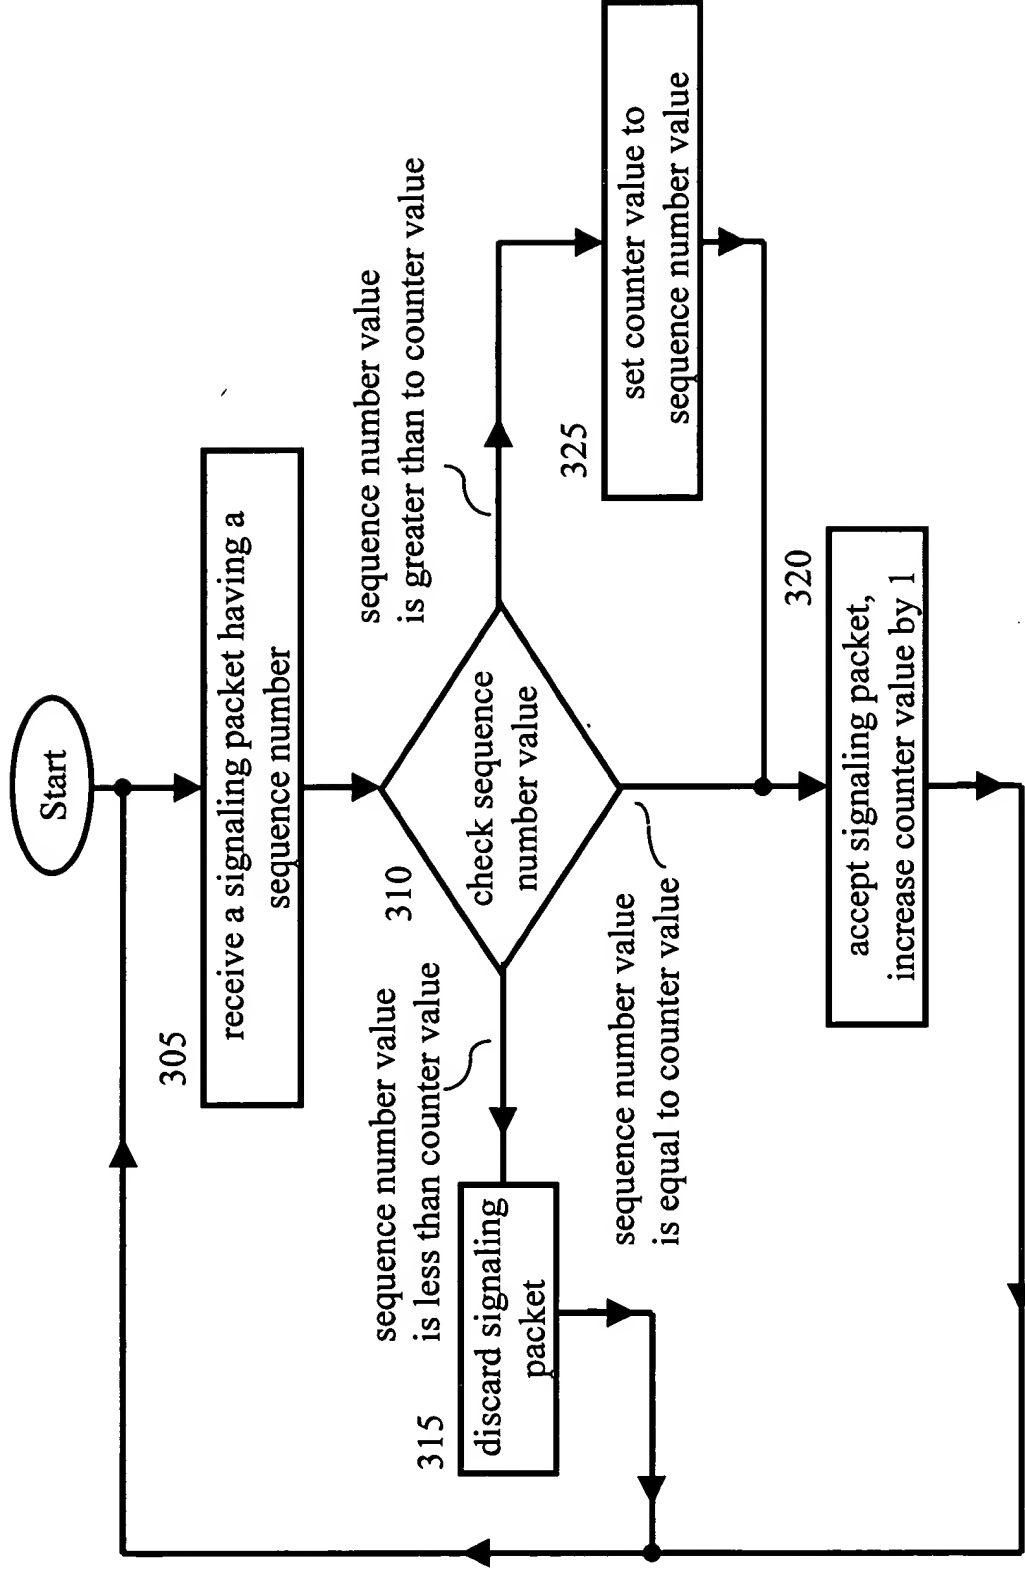 Start
305
receive a signaling packet having a
sequence number
310
check sequence
number value
sequence number value
is less than counter value
sequence number value
is greater than to counter value
315
discard signaling
packet
sequence number value
is equal to counter value
325
set counter value to
sequence number value
320
accept signaling packet,
increase counter value by 1